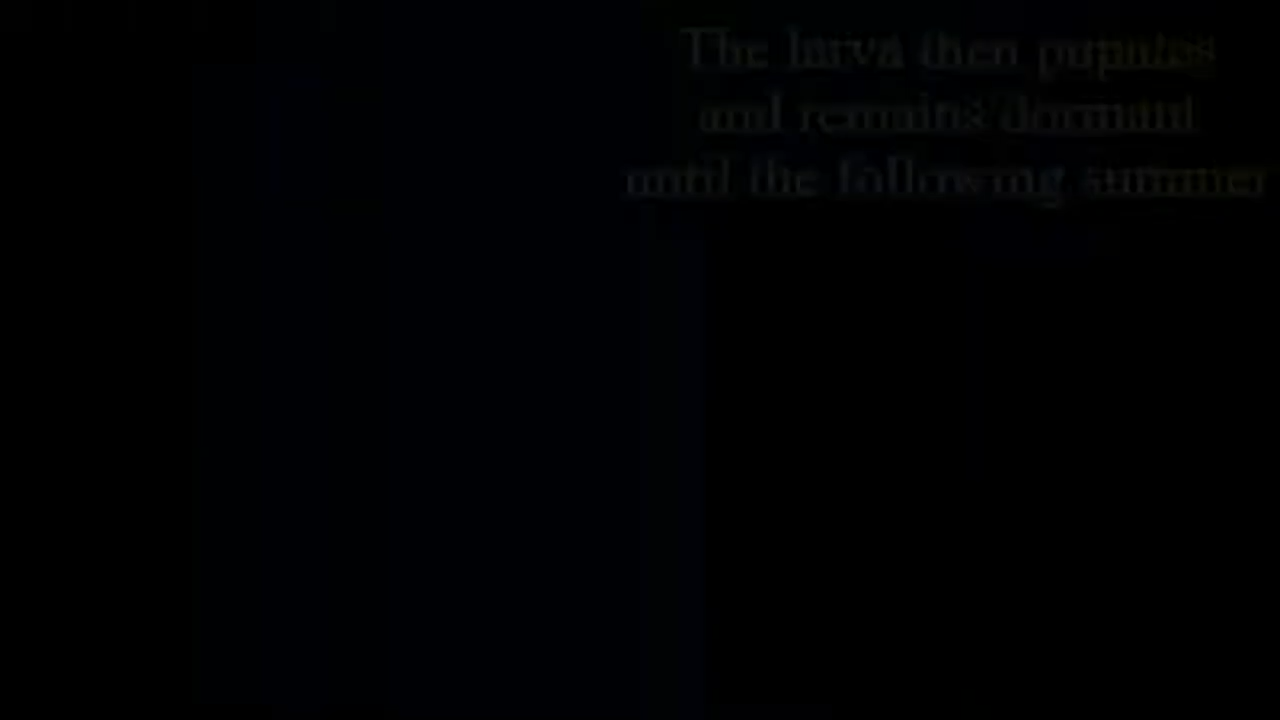 The larva then pupates
and remains dormant
until the following summer